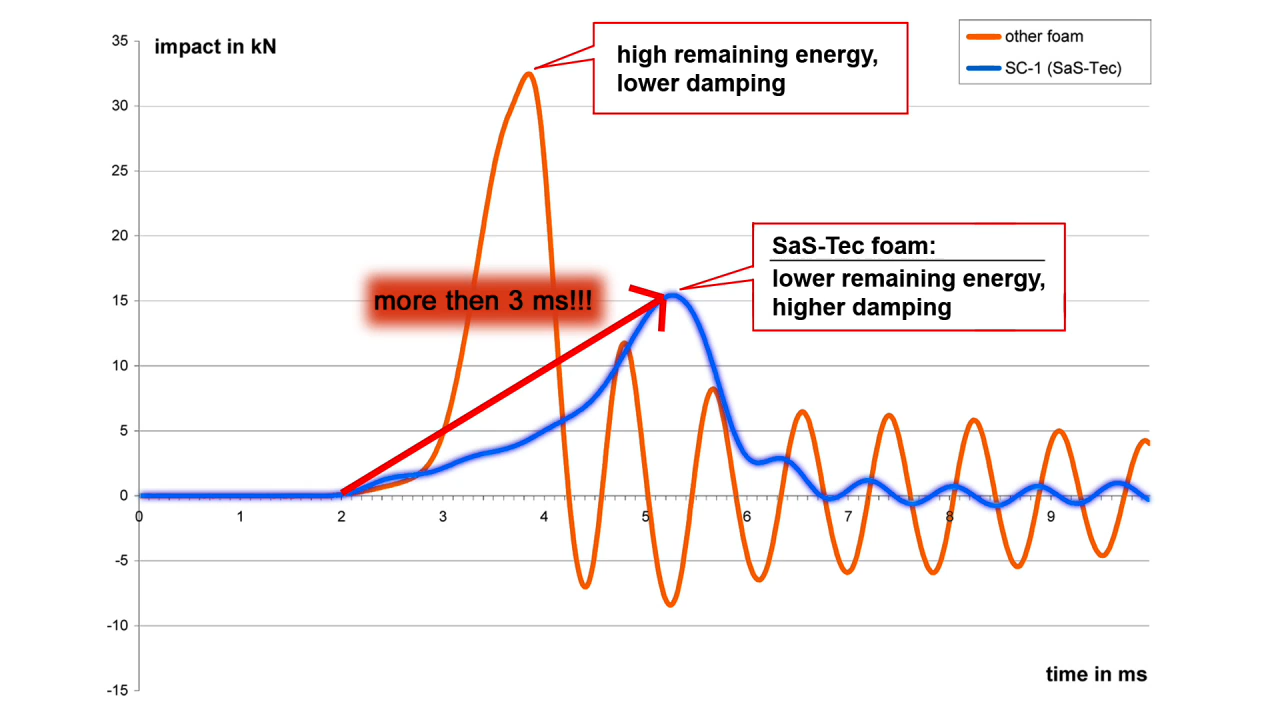 impact in kN
high remaining energy,
lower damping
other foam
SC-1 (SaS-Tec)
SaS-Tec foam:
lower remaining energy,
higher damping
more then 3 ms!!!
35
30
25
20
15
10
5
0
-5
-10
-15
0 1 2 3 4 5 6 7 8 9
time in ms